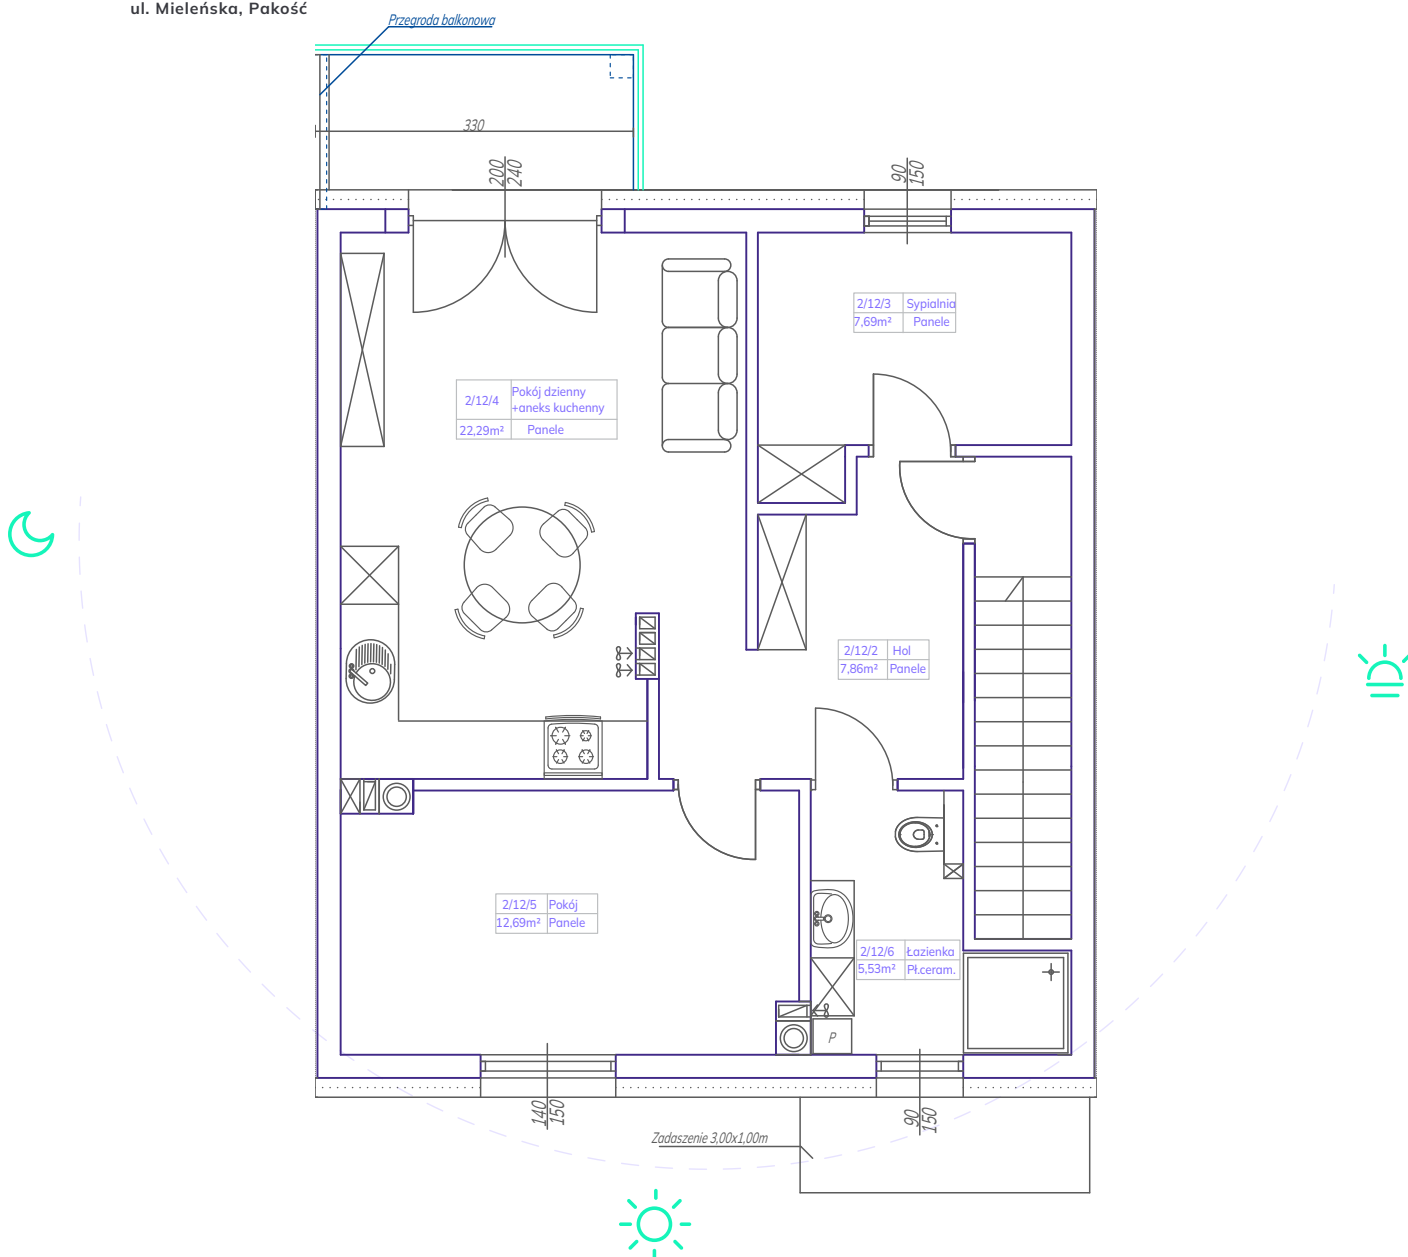 ul. Mieleńska, Pakość
Przegroda balkonowa
330
200
240
90
150
2/12/3 Sypialnia
7,69m² Panele
2/12/4 Pokój dzienny
+aneks kuchenny
22,29m² Panele
2/12/2 Hol
7,86m² Panele
2/12/5 Pokój
12,69m² Panele
2/12/6 Łazienka
5,53m² Pł.ceram.
P
140
150
90
150
Zadaszenie 3,00x1,00m